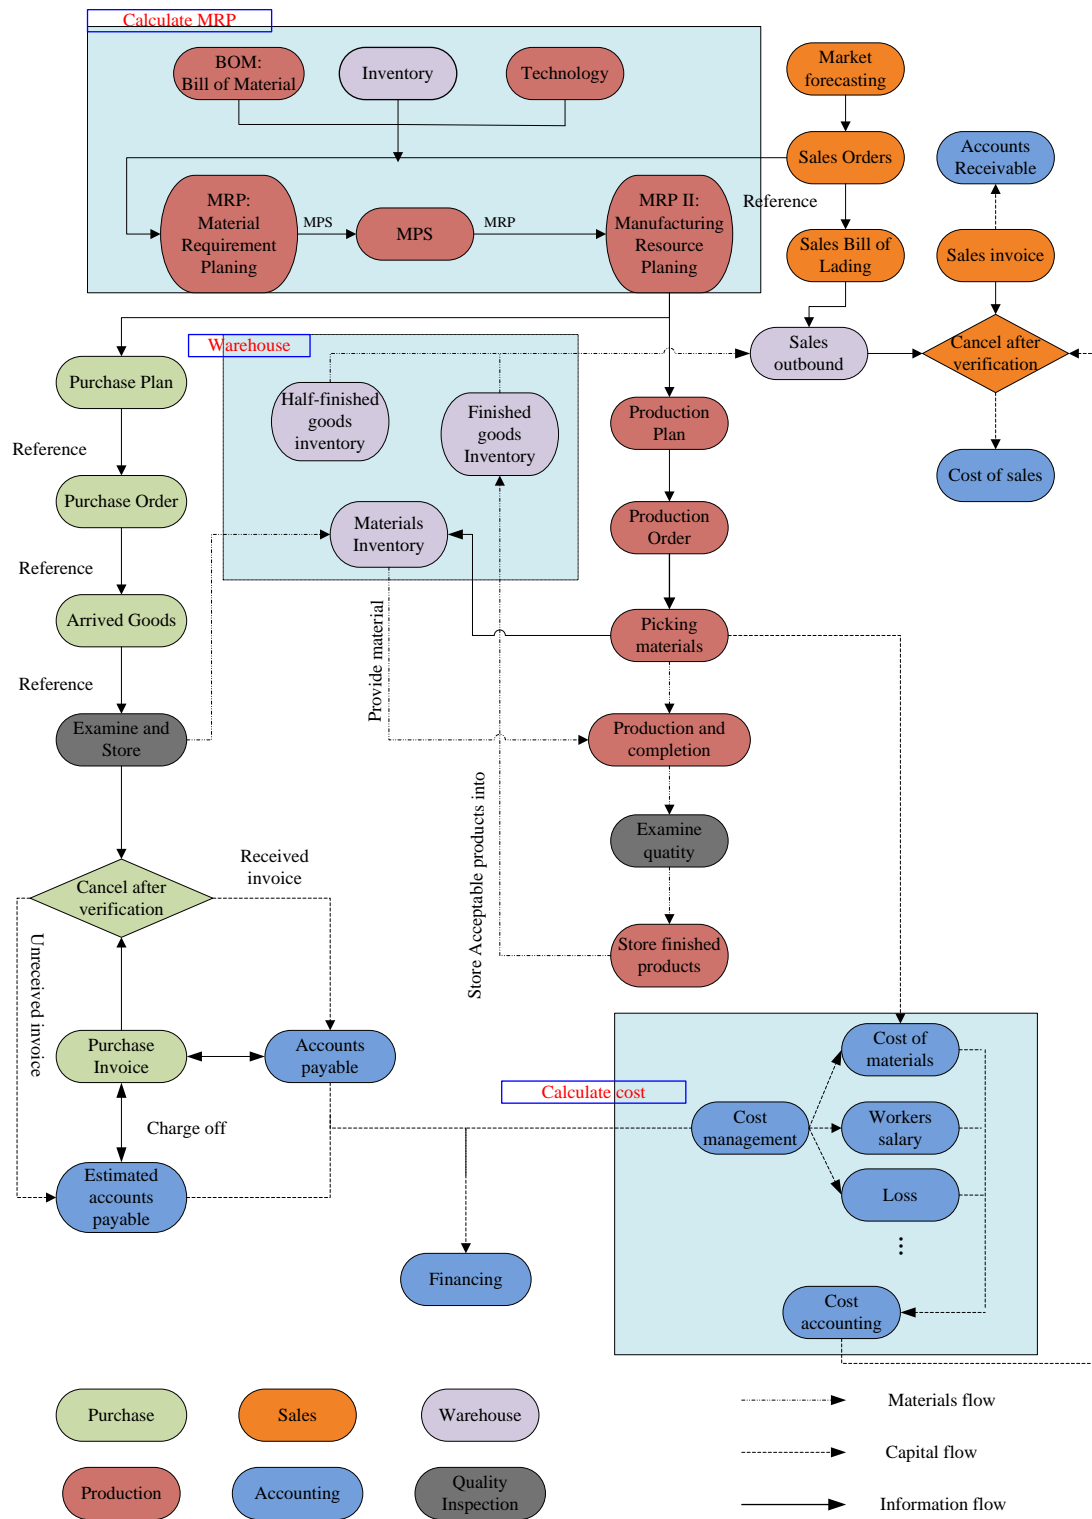 Calculate MRP
BOM:
Bill of Material
Inventory
Technology
Market
forecasting
Sales Orders
Accounts
Receivable
MRP:
Material
Requirement
Planing
MPS
MPS
MRP
MRP II:
Manufacturing
Resource
Planing
Reference
Sales Bill of
Lading
Sales invoice
Warehouse
Sales
outbound
Cancel after
verification
Purchase Plan
Half-finished
goods
inventory
Finished
goods
Inventory
Production
Plan
Reference
Cost of sales
Purchase Order
Materials
Inventory
Production
Order
Reference
Arrived Goods
Provide material
Picking
materials
Reference
Examine and
Store
Production and
completion
Store Acceptable products into
Examine
quatity
Received
invoice
Cancel after
verification
Unreceived invoice
Store finished
products
Purchase
Invoice
Accounts
payable
Cost of
materials
Calculate cost
Cost
management
Workers
salary
Charge off
Estimated
accounts
payable
Loss
...
Financing
Cost
accounting
Purchase
Sales
Warehouse
Materials flow
Capital flow
Production
Accounting
Quality
Inspection
Information flow